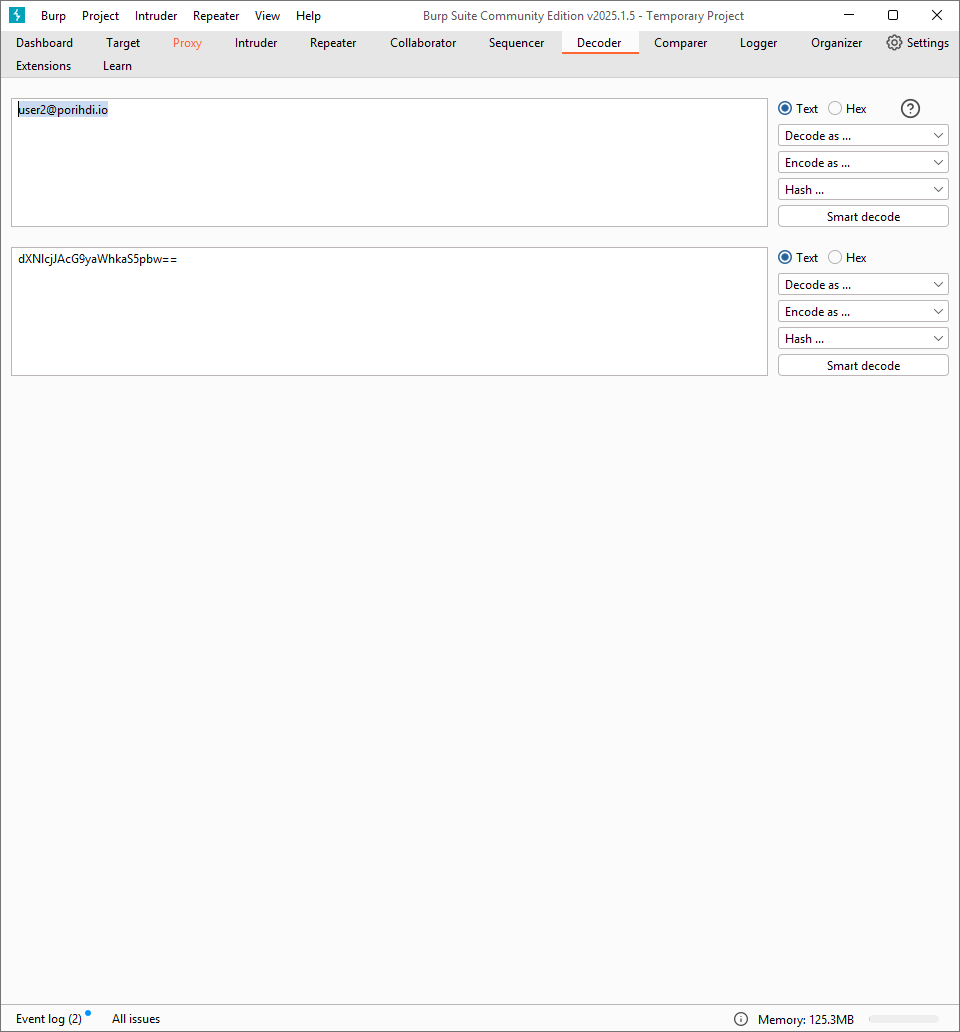 Burp Project Intruder Repeater View Help Burp Suite Community Edition v2025.1.5 - Temporary Project
Dashboard Target Proxy Intruder Repeater Collaborator Sequencer Decoder Comparer Logger Organizer Settings
Extensions Learn
user2@porihdi.io
Text Hex ?
Decode as ...
Encode as ...
Hash ...
Smart decode
dXNlcjJAcG9yaWhkaS5pbw==
Text Hex
Decode as ...
Encode as ...
Hash ...
Smart decode
Event log (2) All issues Memory: 125.3MB